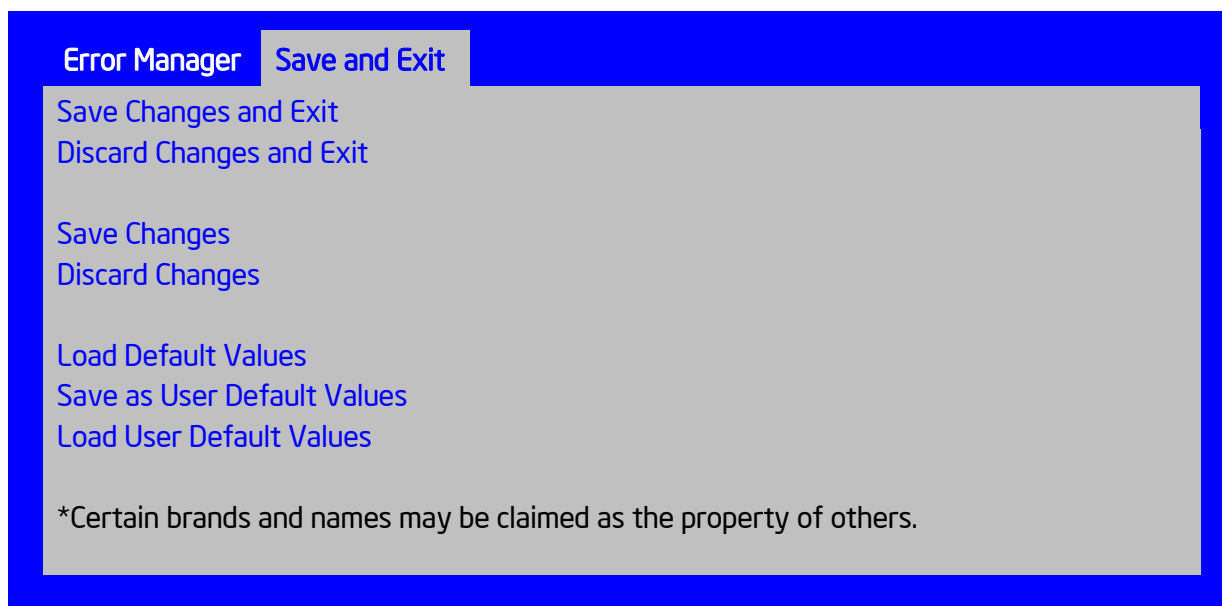 Error Manager Save and Exit
Save Changes and Exit
Discard Changes and Exit
Save Changes
Discard Changes
Load Default Values
Save as User Default Values
Load User Default Values
*Certain brands and names may be claimed as the property of others.